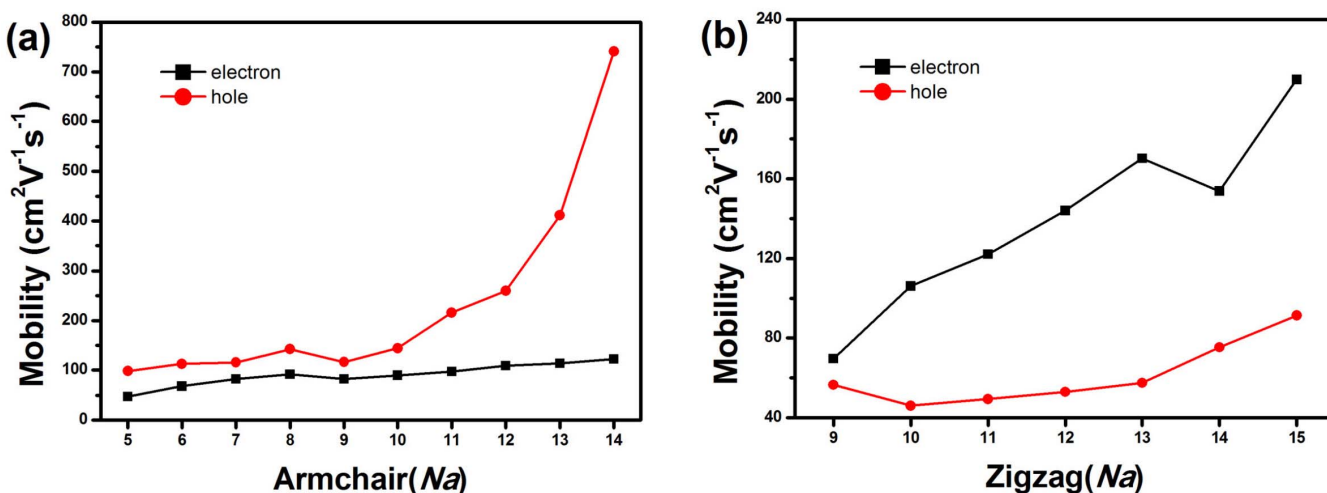 (a)
electron
hole
Mobility (cm²V⁻¹s⁻¹)
800
700
600
500
400
300
200
100
0
5 6 7 8 9 10 11 12 13 14
Armchair(Na)
(b)
electron
hole
Mobility (cm²V⁻¹s⁻¹)
240
200
160
120
80
40
9 10 11 12 13 14 15
Zigzag(Na)